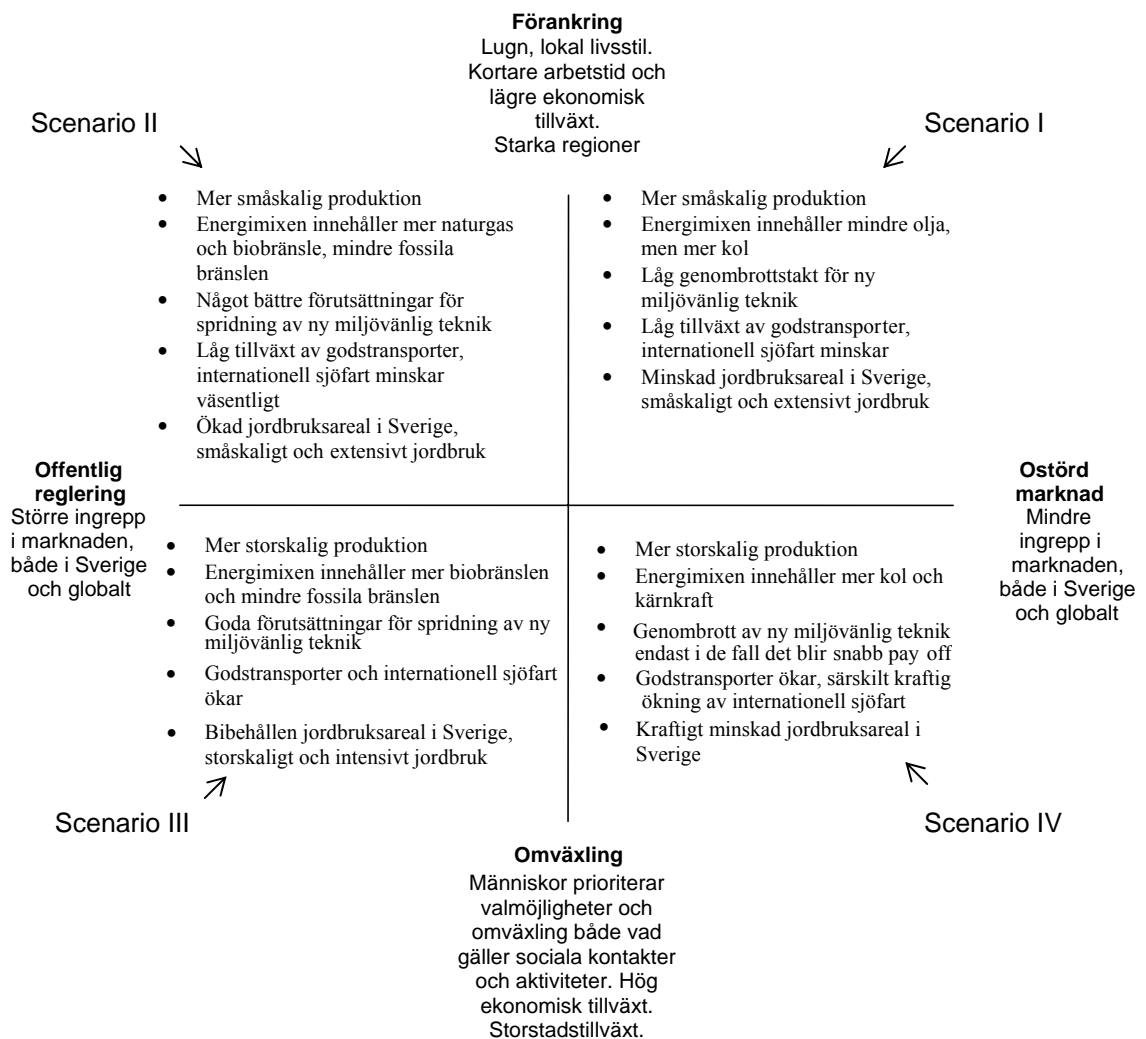 Förankring
Lugn, lokal livsstil.
Kortare arbetstid och
lägre ekonomisk
tillväxt.
Starka regioner
Scenario II
Scenario I
• Mer småskalig produktion
• Energimixen innehåller mer naturgas
och biobränsle, mindre fossila
bränslen
• Något bättre förutsättningar för
spridning av ny miljövänlig teknik
• Låg tillväxt av godstransporter,
internationell sjöfart minskar
väsentligt
• Ökad jordbruksareal i Sverige,
småskaligt och extensivt jordbruk
• Mer småskalig produktion
• Energimixen innehåller mindre olja,
men mer kol
• Låg genombrottstakt för ny
miljövänlig teknik
• Låg tillväxt av godstransporter,
internationell sjöfart minskar
• Minskad jordbruksareal i Sverige,
småskaligt och extensivt jordbruk
Offentlig
reglering
Större ingrepp
i marknaden,
både i Sverige
och globalt
Ostörd
marknad
Mindre
ingrepp i
marknaden,
både i Sverige
och globalt
• Mer storskalig produktion
• Energimixen innehåller mer biobränslen
och mindre fossila bränslen
• Goda förutsättningar för spridning av ny
miljövänlig teknik
• Godstransporter och internationell sjöfart
ökar
• Bibehållen jordbruksareal i Sverige,
storskaligt och intensivt jordbruk
• Mer storskalig produktion
• Energimixen innehåller mer kol och
kärnkraft
• Genombrott av ny miljövänlig teknik
endast i de fall det blir snabb pay off
• Godstransporter ökar, särskilt kraftig
ökning av internationell sjöfart
• Kraftigt minskad jordbruksareal i
Sverige
Scenario III
Scenario IV
Omväxling
Människor prioriterar
valmöjligheter och
omväxling både vad
gäller sociala kontakter
och aktiviteter. Hög
ekonomisk tillväxt.
Storstadstillväxt.